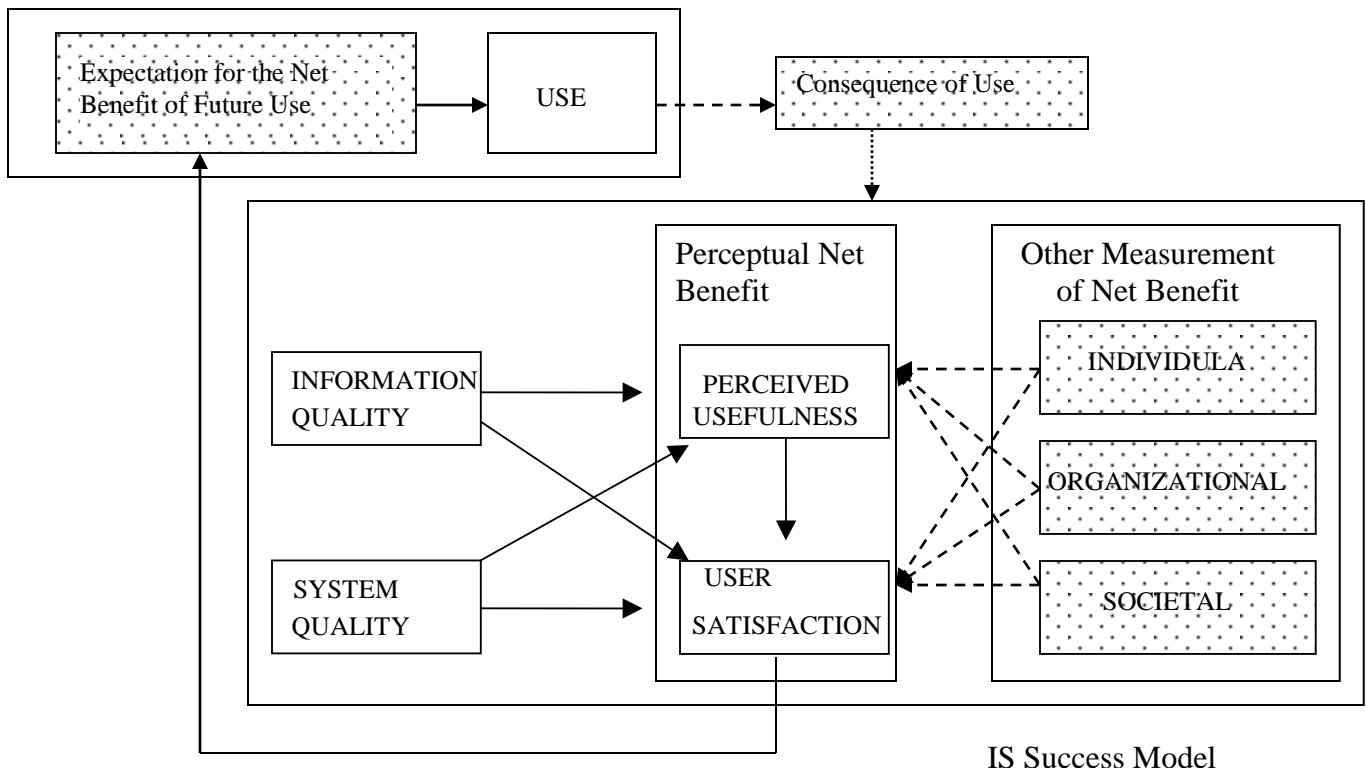 Expectation for the Net
Benefit of Future Use
USE
Consequence of Use
Perceptual Net
Benefit
Other Measurement
of Net Benefit
INFORMATION
QUALITY
PERCEIVED
USEFULNESS
INDIVIDULA
ORGANIZATIONAL
SYSTEM
QUALITY
USER
SATISFACTION
SOCIETAL
IS Success Model